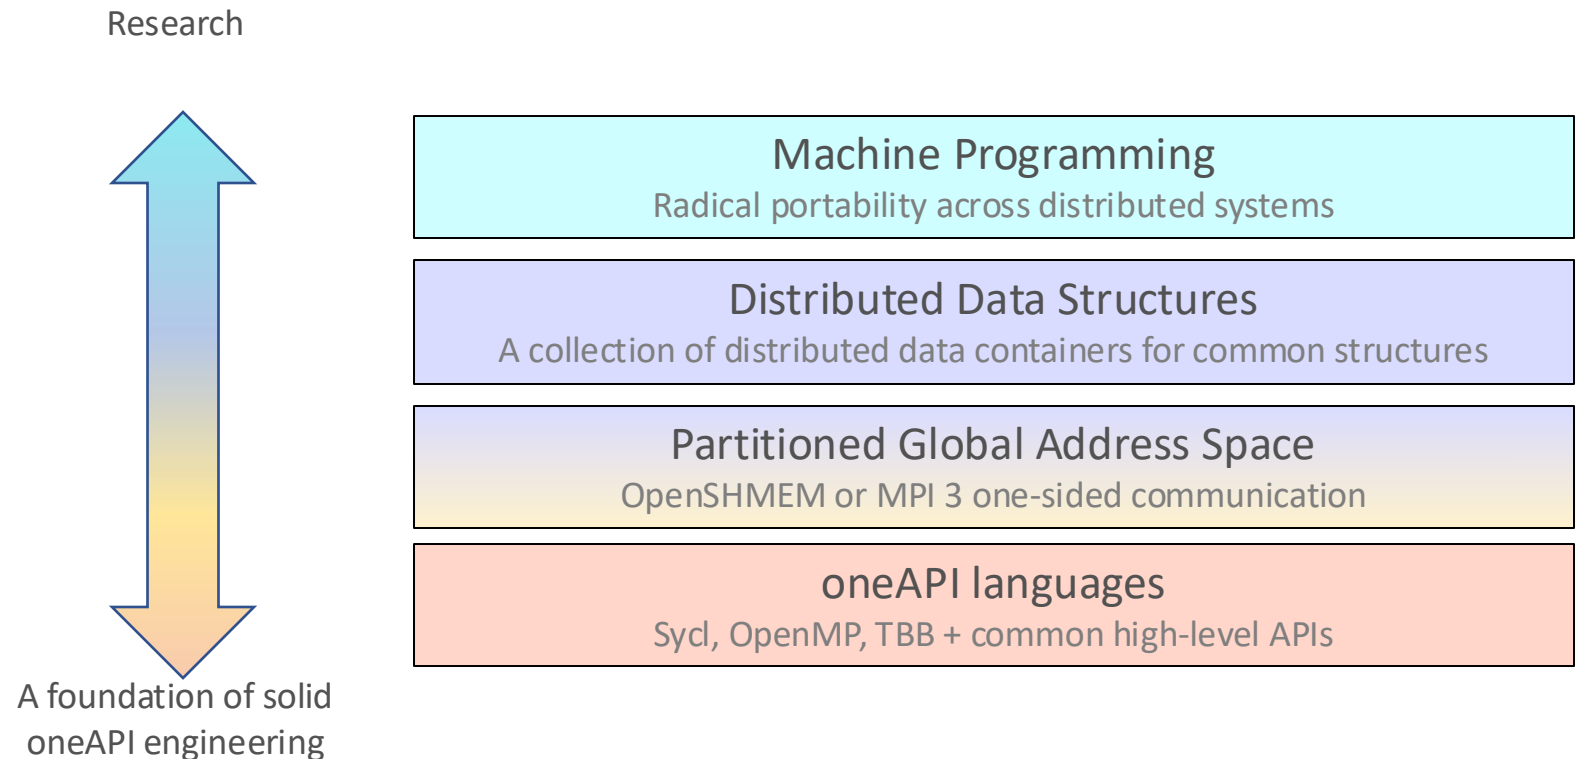 Research
Machine Programming
Radical portability across distributed systems
Distributed Data Structures
A collection of distributed data containers for common structures
Partitioned Global Address Space
OpenSHMEM or MPI 3 one-sided communication
oneAPI languages
Sycl, OpenMP, TBB + common high-level APIs
A foundation of solid
oneAPI engineering